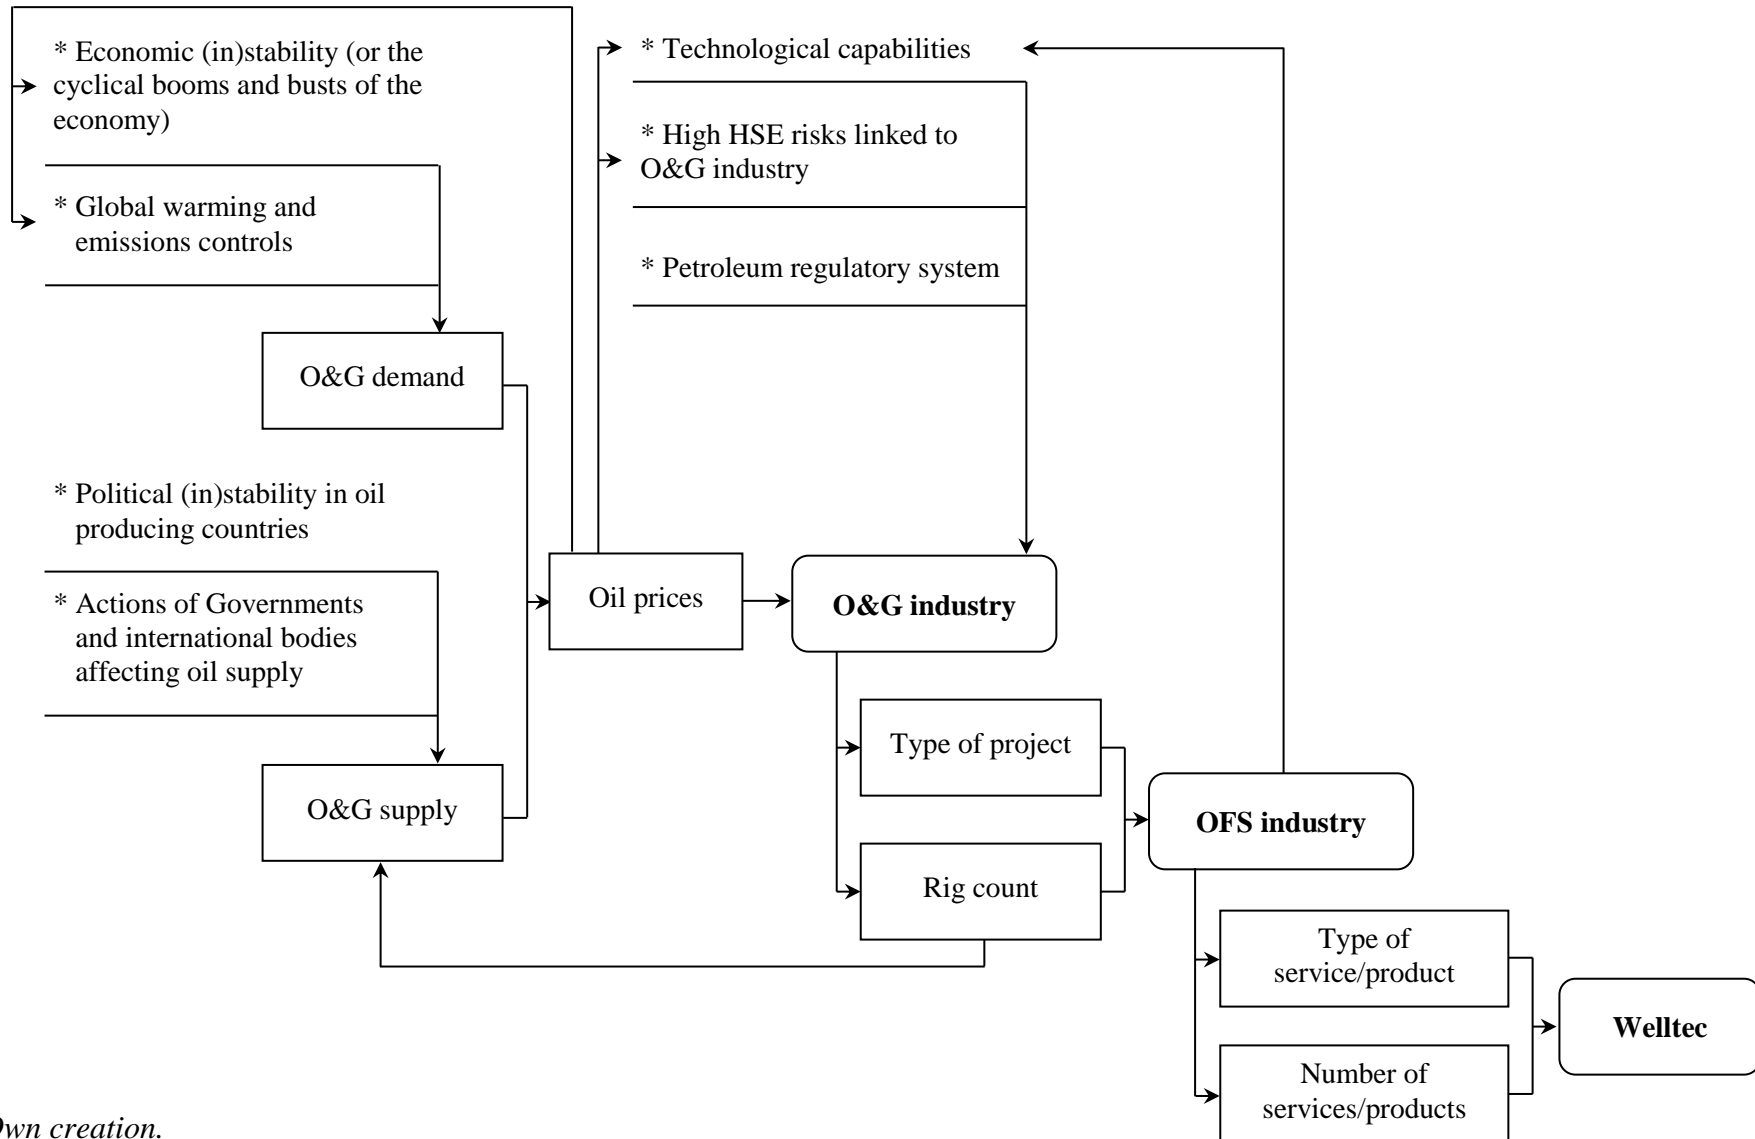 * Economic (in)stability (or the
cyclical booms and busts of the
economy)
* Global warming and
emissions controls
O&G demand
* Political (in)stability in oil
producing countries
* Actions of Governments
and international bodies
affecting oil supply
O&G supply
* Technological capabilities
* High HSE risks linked to
O&G industry
* Petroleum regulatory system
Oil prices
O&G industry
Type of project
Rig count
OFS industry
Type of
service/product
Number of
services/products
Welltec
Own creation.